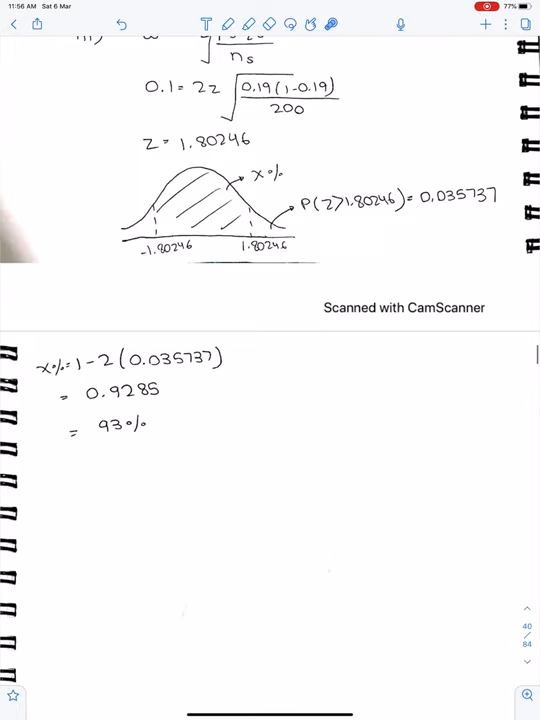 11:56 AM Sat 6 Mar
77%
n_s
0.1 = 2z √(0.19(1-0.19)/200)
z = 1.80246
x%
P(Z>1.80246) = 0.035737
-1.80246
1.80246
Scanned with CamScanner
x% = 1 - 2(0.035737)
= 0.9285
= 93%
40
/
84